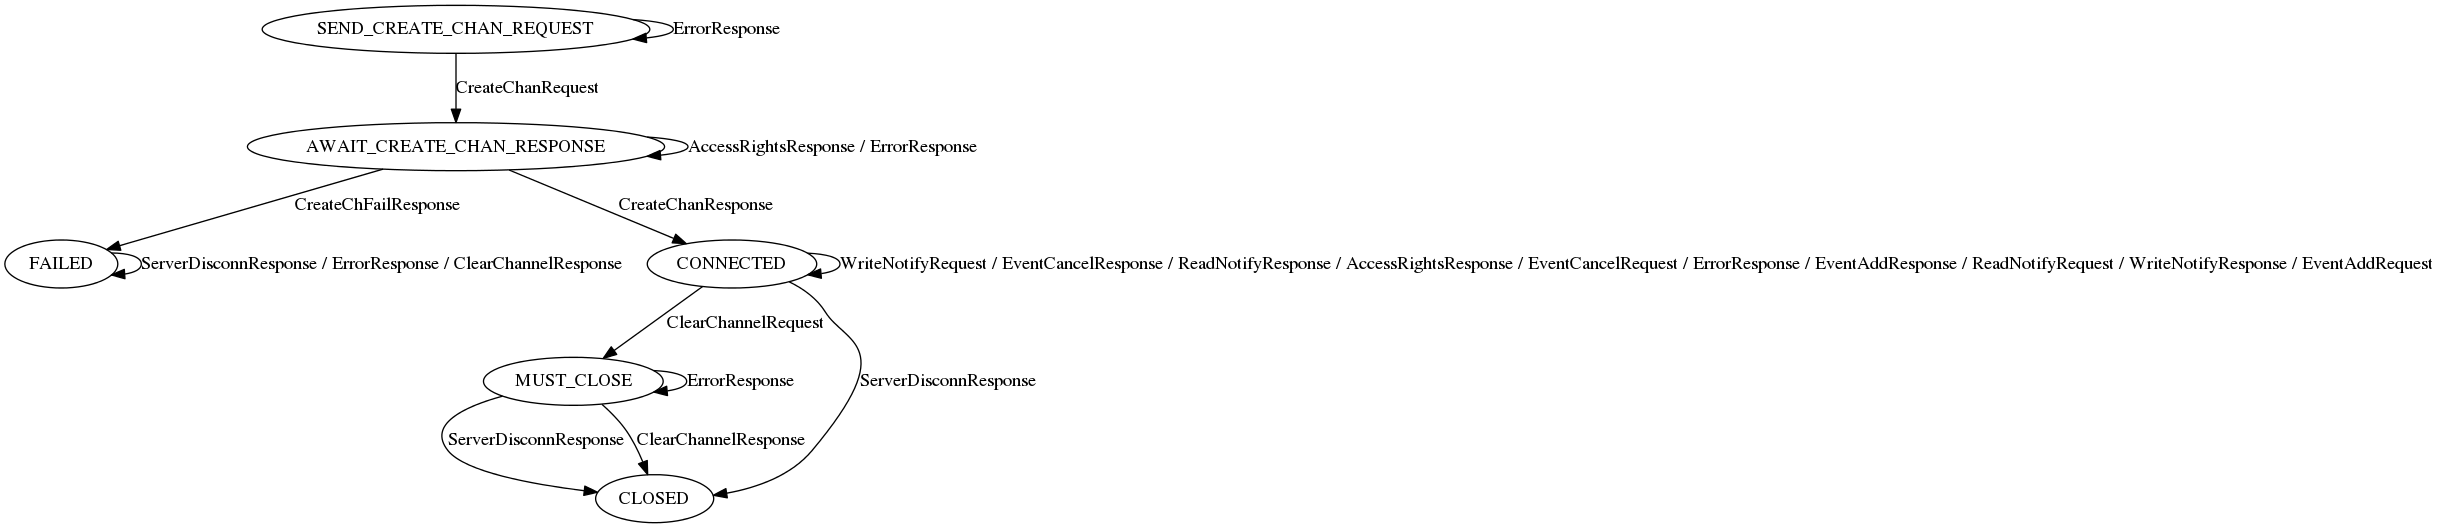 SEND_CREATE_CHAN_REQUEST
ErrorResponse
CreateChanRequest
AWAIT_CREATE_CHAN_RESPONSE
AccessRightsResponse / ErrorResponse
CreateChFailResponse
CreateChanResponse
FAILED
ServerDisconnResponse / ErrorResponse / ClearChannelResponse
CONNECTED
WriteNotifyRequest / EventCancelResponse / ReadNotifyResponse / AccessRightsResponse / EventCancelRequest / ErrorResponse / EventAddResponse / ReadNotifyRequest / WriteNotifyResponse / EventAddRequest
ClearChannelRequest
MUST_CLOSE
ErrorResponse
ServerDisconnResponse
ServerDisconnResponse
ClearChannelResponse
CLOSED